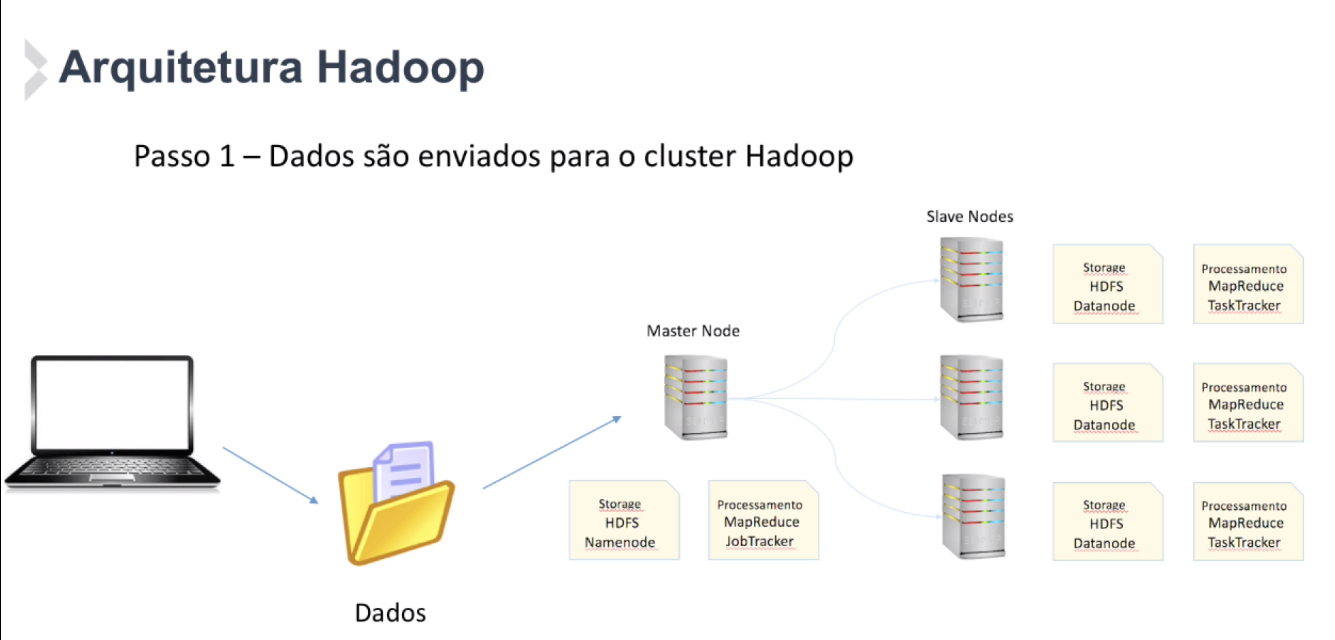 Arquitetura Hadoop
Passo 1 – Dados são enviados para o cluster Hadoop
Slave Nodes
Storage
HDFS
Datanode
Processamento
MapReduce
TaskTracker
Master Node
Storage
HDFS
Datanode
Processamento
MapReduce
TaskTracker
Storage
HDFS
Namenode
Processamento
MapReduce
JobTracker
Storage
HDFS
Datanode
Processamento
MapReduce
TaskTracker
Dados